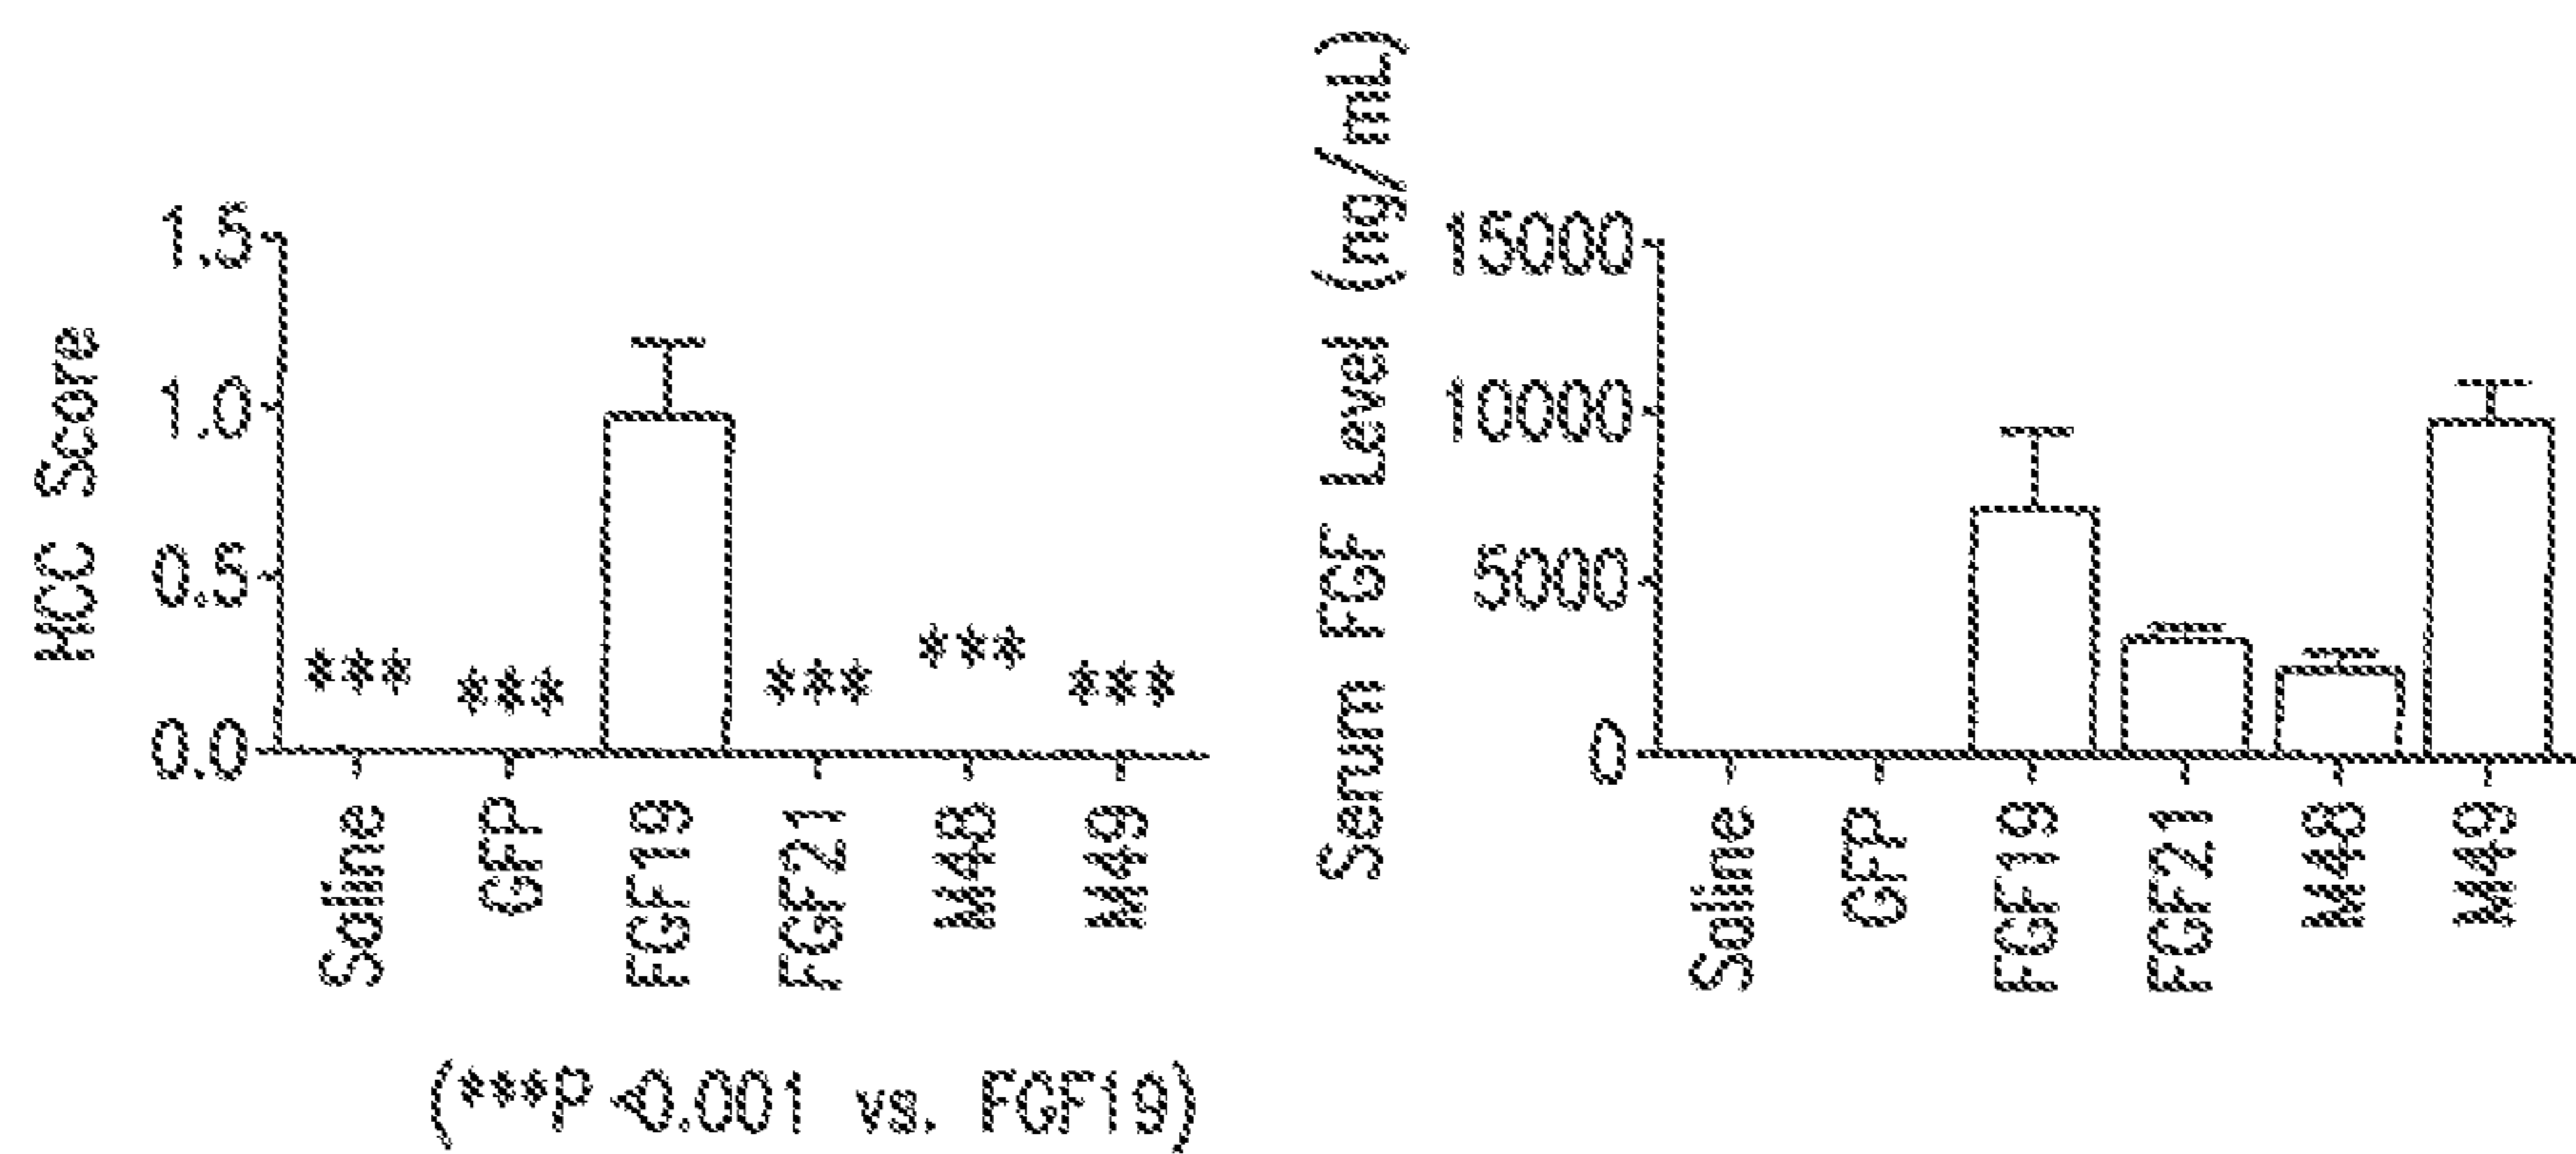 HCC Score
1.5
1.0
0.5
0.0
*** *** *** *** ***
Saline
GFP
FGF19
FGF21
M48
M49
(***P<0.001 vs. FGF19)
Serum FGF Level (ng/mL)
15000
10000
5000
0
Saline
GFP
FGF19
FGF21
M48
M49